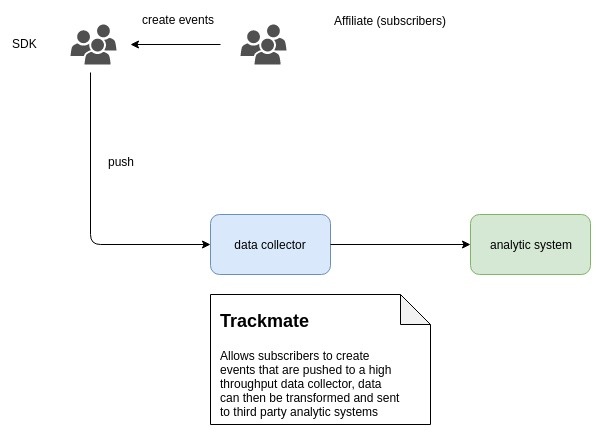 create events
Affiliate (subscribers)
SDK
push
data collector
analytic system
Trackmate
Allows subscribers to create
events that are pushed to a high
throughput data collector, data
can then be transformed and sent
to third party analytic systems